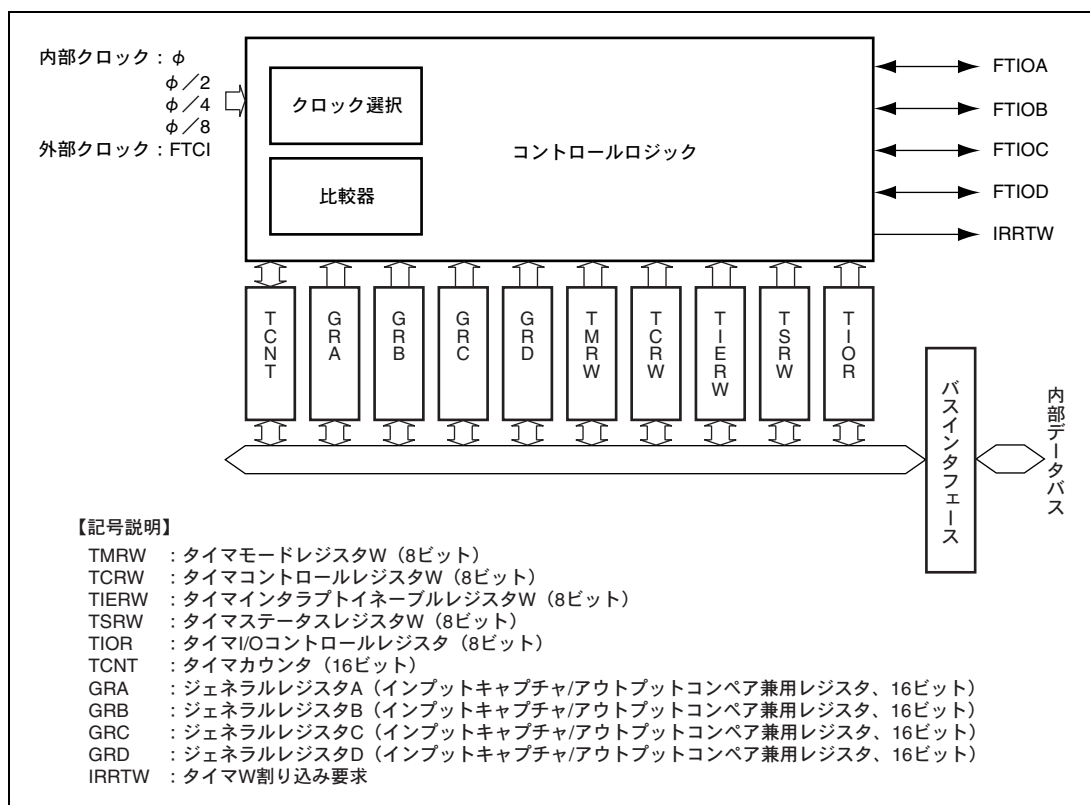 内部クロック：φ
φ／2
φ／4
φ／8
外部クロック：FTCI
クロック選択
比較器
コントロールロジック
FTIOA
FTIOB
FTIOC
FTIOD
IRRTW
TCNT
GRA
GRB
GRC
GRD
TMRW
TCRW
TIERW
TSRW
TIOR
バスインタフェース
内部データバス
【記号説明】
TMRW ：タイマモードレジスタW（8ビット）
TCRW ：タイマコントロールレジスタW（8ビット）
TIERW ：タイマインタラプトイネーブルレジスタW（8ビット）
TSRW ：タイマステータスレジスタW（8ビット）
TIOR ：タイマI/Oコントロールレジスタ（8ビット）
TCNT ：タイマカウンタ（16ビット）
GRA ：ジェネラルレジスタA（インプットキャプチャ/アウトプットコンペア兼用レジスタ、16ビット）
GRB ：ジェネラルレジスタB（インプットキャプチャ/アウトプットコンペア兼用レジスタ、16ビット）
GRC ：ジェネラルレジスタC（インプットキャプチャ/アウトプットコンペア兼用レジスタ、16ビット）
GRD ：ジェネラルレジスタD（インプットキャプチャ/アウトプットコンペア兼用レジスタ、16ビット）
IRRTW ：タイマW割り込み要求